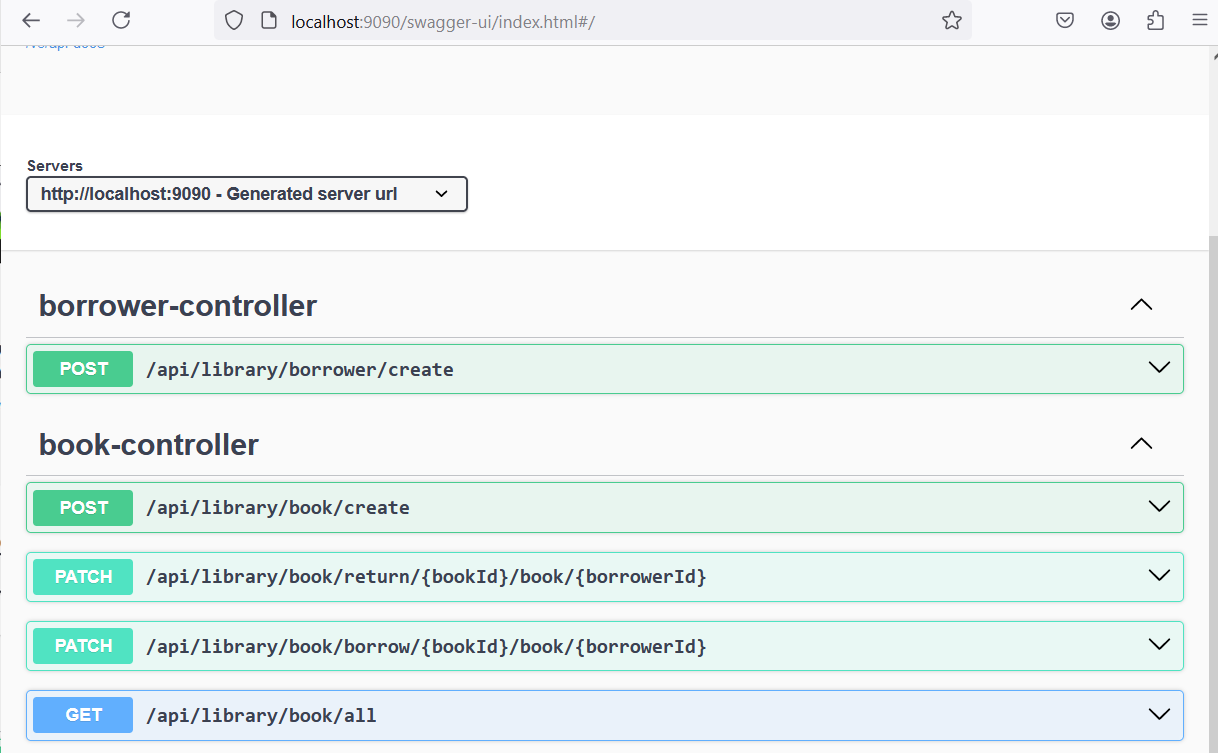 localhost:9090/swagger-ui/index.html#/
Servers
http://localhost:9090 - Generated server url
borrower-controller
POST /api/library/borrower/create
book-controller
POST /api/library/book/create
PATCH /api/library/book/return/{bookId}/book/{borrowerId}
PATCH /api/library/book/borrow/{bookId}/book/{borrowerId}
GET /api/library/book/all